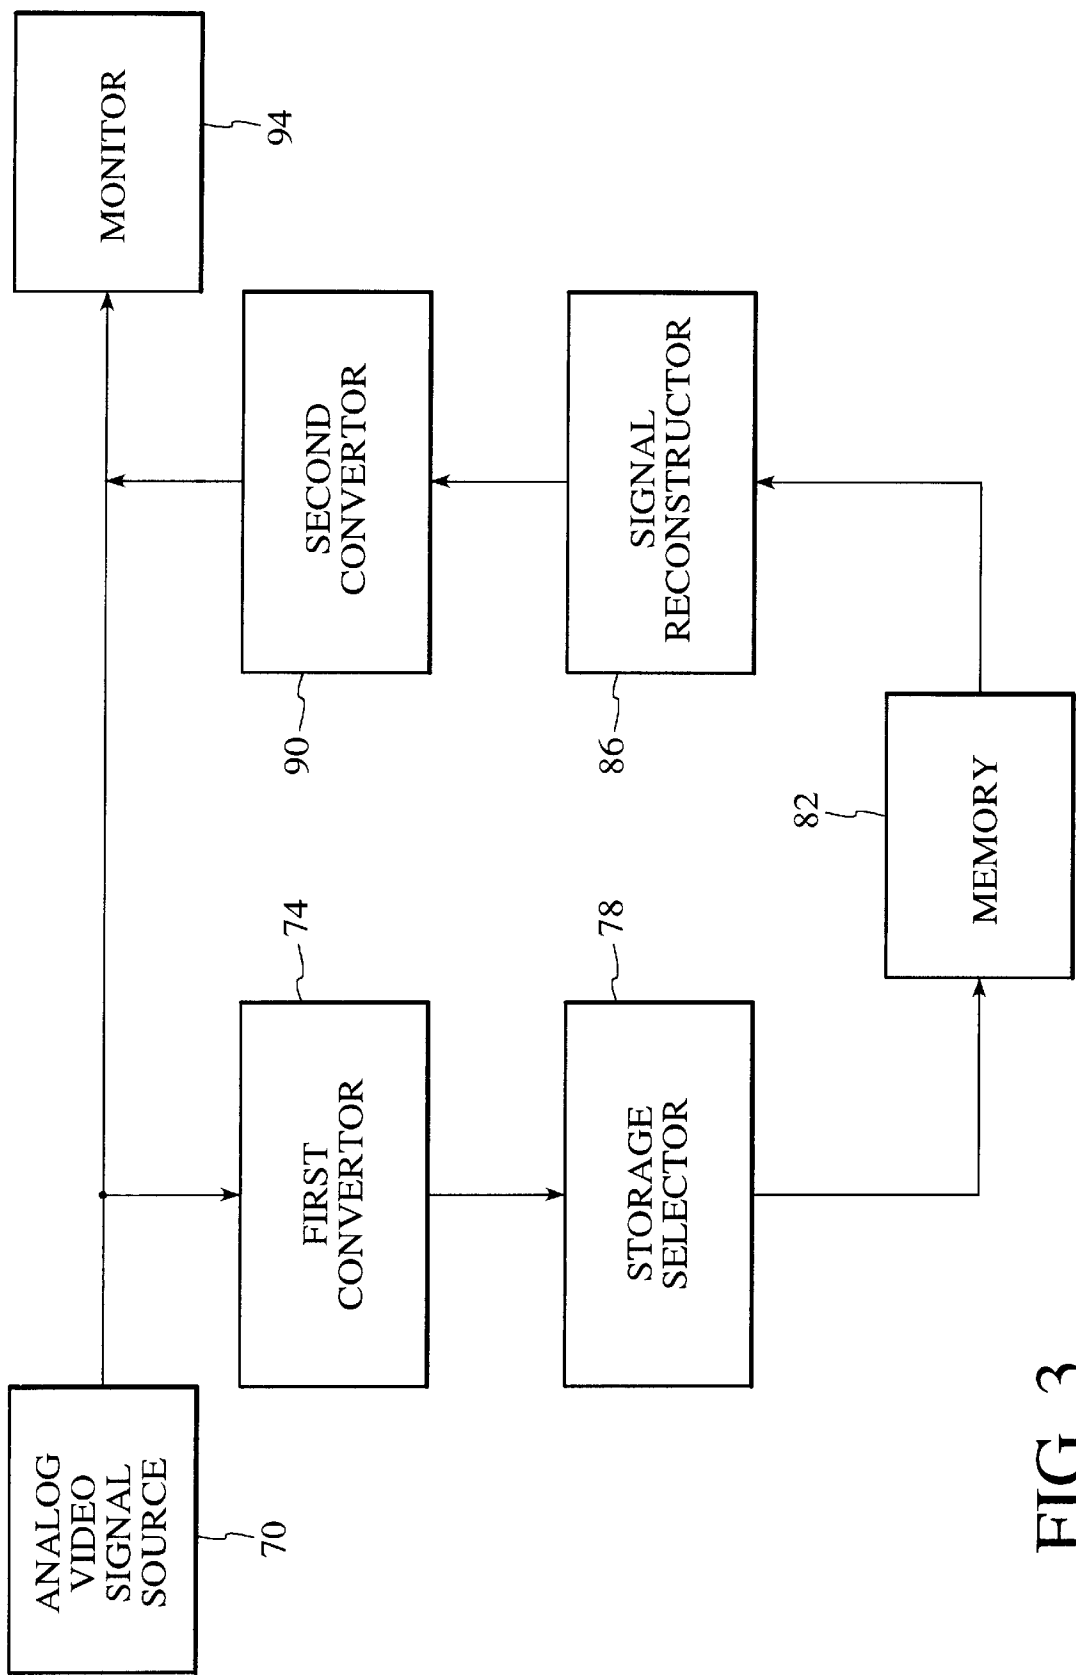 ANALOG
VIDEO
SIGNAL
SOURCE
70
MONITOR
94
FIRST
CONVERTOR
74
SECOND
CONVERTOR
90
STORAGE
SELECTOR
78
SIGNAL
RECONSTRUCTOR
86
MEMORY
82
FIG. 3